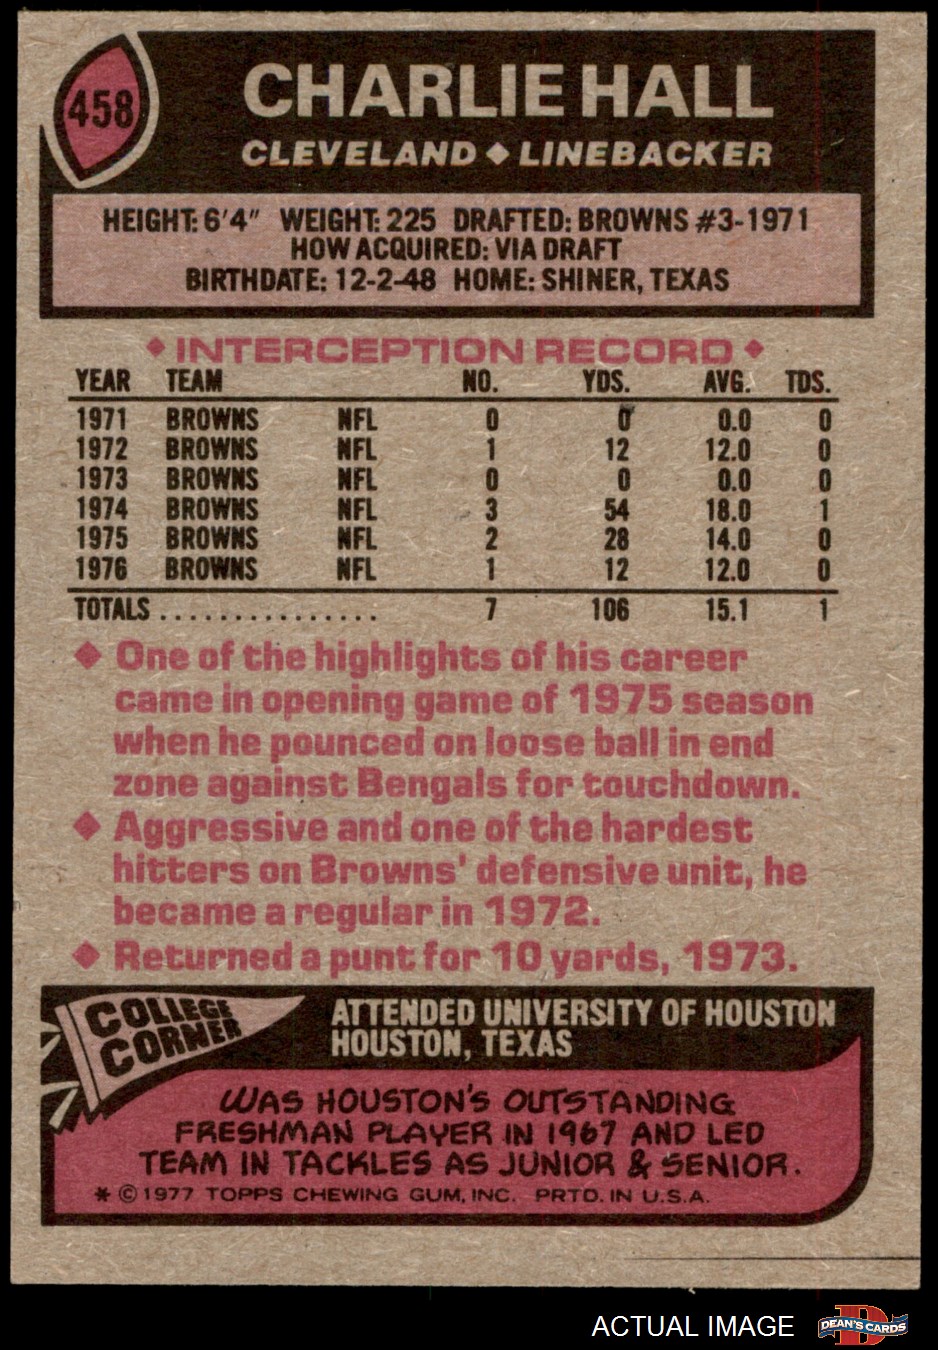 458
CHARLIE HALL
CLEVELAND ◆ LINEBACKER
HEIGHT: 6'4" WEIGHT: 225 DRAFTED: BROWNS #3-1971
HOW ACQUIRED: VIA DRAFT
BIRTHDATE: 12-2-48 HOME: SHINER, TEXAS
◆ INTERCEPTION RECORD ◆
YEAR TEAM NO. YDS. AVG. TDS.
1971 BROWNS NFL 0 0 0.0 0
1972 BROWNS NFL 1 12 12.0 0
1973 BROWNS NFL 0 0 0.0 0
1974 BROWNS NFL 3 54 18.0 1
1975 BROWNS NFL 2 28 14.0 0
1976 BROWNS NFL 1 12 12.0 0
TOTALS ................ 7 106 15.1 1
◆ One of the highlights of his career
came in opening game of 1975 season
when he pounced on loose ball in end
zone against Bengals for touchdown.
◆ Aggressive and one of the hardest
hitters on Browns' defensive unit, he
became a regular in 1972.
◆ Returned a punt for 10 yards, 1973.
COLLEGE
CORNER
ATTENDED UNIVERSITY OF HOUSTON
HOUSTON, TEXAS
WAS HOUSTON'S OUTSTANDING
FRESHMAN PLAYER IN 1967 AND LED
TEAM IN TACKLES AS JUNIOR & SENIOR.
* © 1977 TOPPS CHEWING GUM, INC. PRTD. IN U.S.A.
ACTUAL IMAGE
D
DEAN'S CARDS